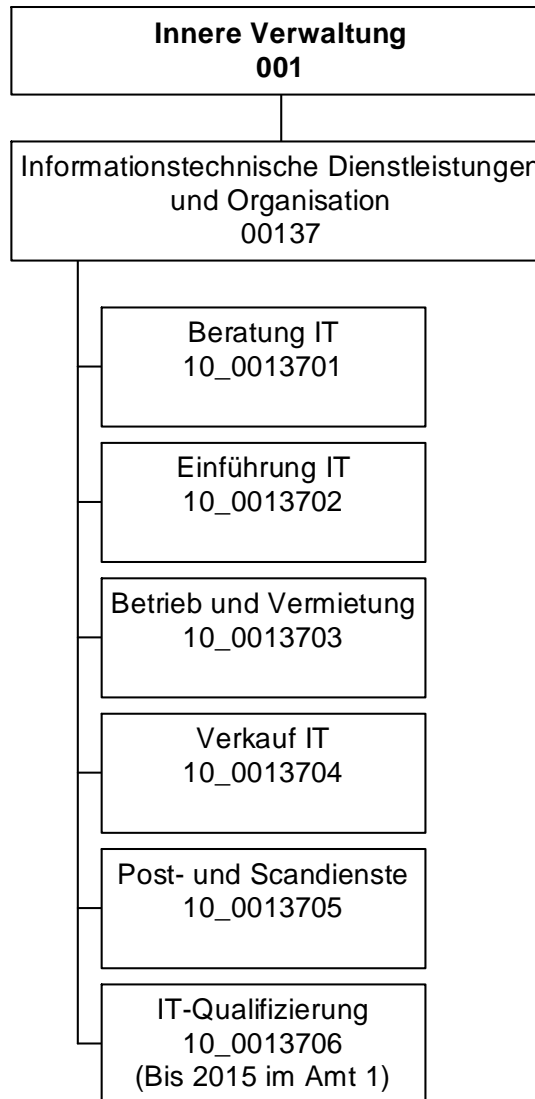 Innere Verwaltung
001
Informationstechnische Dienstleistungen
und Organisation
00137
Beratung IT
10_0013701
Einführung IT
10_0013702
Betrieb und Vermietung
10_0013703
Verkauf IT
10_0013704
Post- und Scandienste
10_0013705
IT-Qualifizierung
10_0013706
(Bis 2015 im Amt 1)